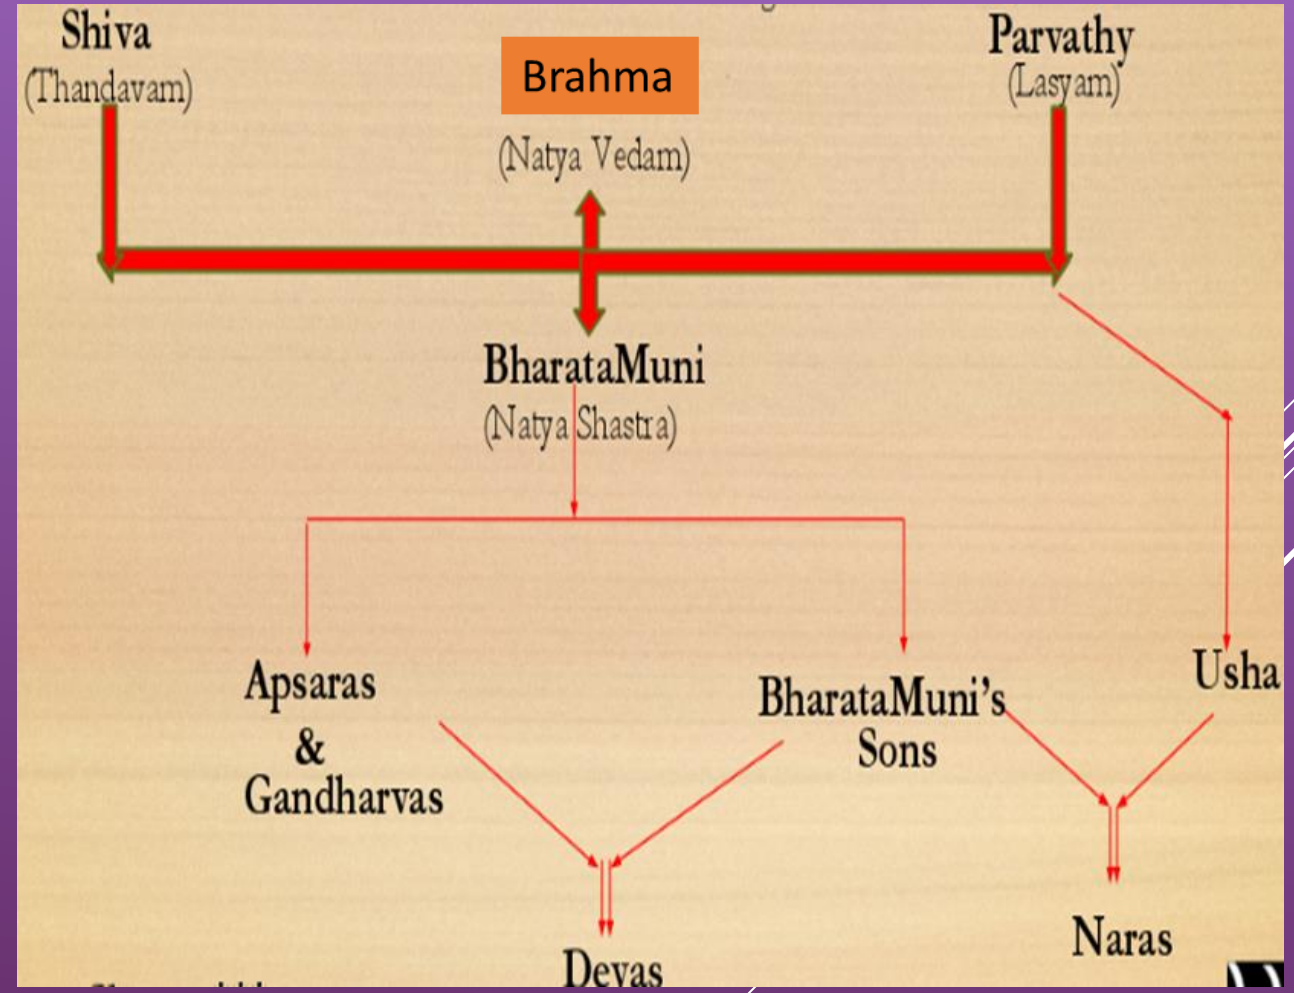 Shiva
(Thandavam)
Brahma
(Natya Vedam)
Parvathy
(Lasyam)
BharataMuni
(Natya Shastra)
Apsaras
&
Gandharvas
BharataMuni's
Sons
Usha
Devas
Naras